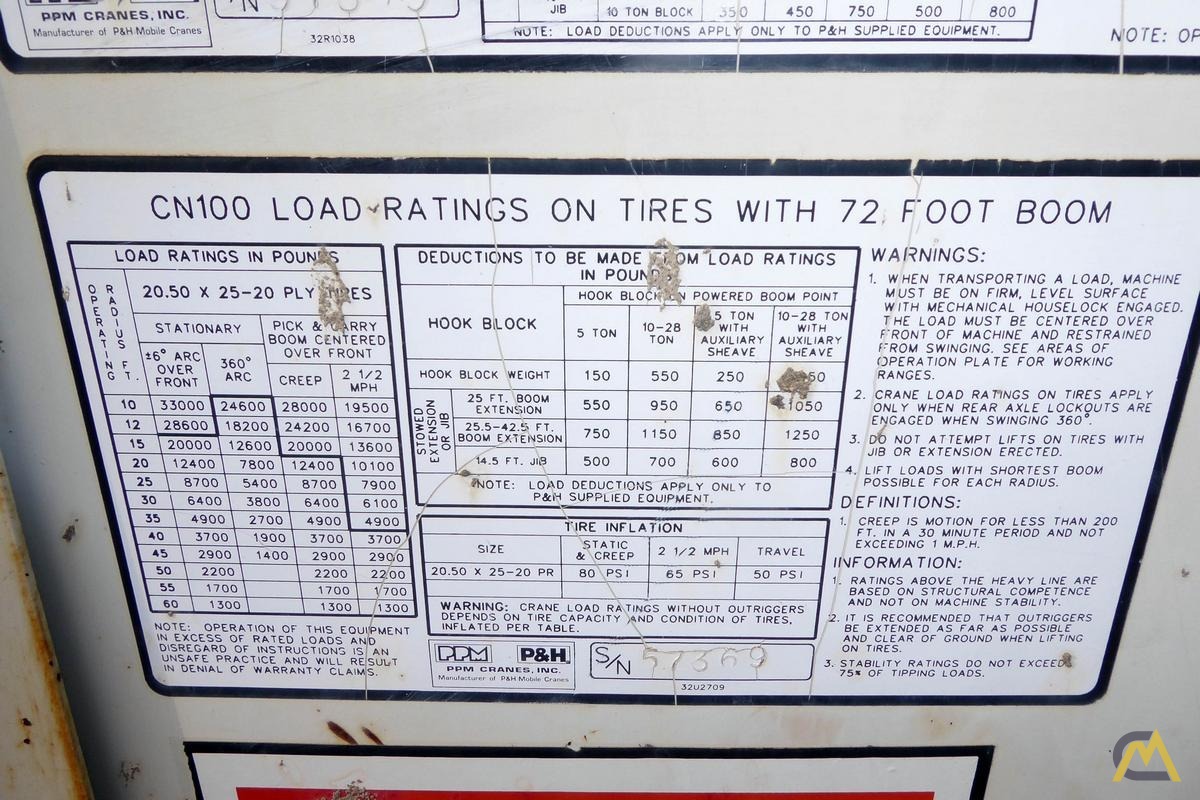 PPM CRANES, INC.
Manufacturer of P&H Mobile Cranes
S/N
32R1038
JIB 10 TON BLOCK 350 450 750 500 800
NOTE: LOAD DEDUCTIONS APPLY ONLY TO P&H SUPPLIED EQUIPMENT.
NOTE: OP
CN100 LOAD RATINGS ON TIRES WITH 72 FOOT BOOM
LOAD RATINGS IN POUNDS
OPERATING RADIUS FT.
20.50 X 25-20 PLY TIRES
STATIONARY
PICK & CARRY
BOOM CENTERED
OVER FRONT
±6° ARC
OVER
FRONT
360°
ARC
CREEP
2 1/2
MPH
10 33000 24600 28000 19500
12 28600 18200 24200 16700
15 20000 12600 20000 13600
20 12400 7800 12400 10100
25 8700 5400 8700 7900
30 6400 3800 6400 6100
35 4900 2700 4900 4900
40 3700 1900 3700 3700
45 2900 1400 2900 2900
50 2200 2200 2200
55 1700 1700 1700
60 1300 1300 1300
NOTE: OPERATION OF THIS EQUIPMENT
IN EXCESS OF RATED LOADS AND
DISREGARD OF INSTRUCTIONS IS AN
UNSAFE PRACTICE AND WILL RESULT
IN DENIAL OF WARRANTY CLAIMS.
DEDUCTIONS TO BE MADE FROM LOAD RATINGS
IN POUNDS
HOOK BLOCK
HOOK BLOCK IN POWERED BOOM POINT
5 TON
10-28
TON
5 TON
WITH
AUXILIARY
SHEAVE
10-28 TON
WITH
AUXILIARY
SHEAVE
HOOK BLOCK WEIGHT 150 550 250
STOWED
EXTENSION
OR JIB
25 FT. BOOM
EXTENSION
550 950 650 1050
25.5-42.5 FT.
BOOM EXTENSION
750 1150 850 1250
14.5 FT. JIB 500 700 600 800
NOTE: LOAD DEDUCTIONS APPLY ONLY TO
P&H SUPPLIED EQUIPMENT.
TIRE INFLATION
SIZE
STATIC
& CREEP
2 1/2 MPH
TRAVEL
20.50 X 25-20 PR 80 PSI 65 PSI 50 PSI
WARNING: CRANE LOAD RATINGS WITHOUT OUTRIGGERS
DEPENDS ON TIRE CAPACITY AND CONDITION OF TIRES,
INFLATED PER TABLE.
PPM P&H
PPM CRANES, INC.
Manufacturer of P&H Mobile Cranes
S/N
32U2709
WARNINGS:
1. WHEN TRANSPORTING A LOAD, MACHINE
MUST BE ON FIRM, LEVEL SURFACE
WITH MECHANICAL HOUSELOCK ENGAGED.
THE LOAD MUST BE CENTERED OVER
FRONT OF MACHINE AND RESTRAINED
FROM SWINGING. SEE AREAS OF
OPERATION PLATE FOR WORKING
RANGES.
2. CRANE LOAD RATINGS ON TIRES APPLY
ONLY WHEN REAR AXLE LOCKOUTS ARE
ENGAGED WHEN SWINGING 360°.
3. DO NOT ATTEMPT LIFTS ON TIRES WITH
JIB OR EXTENSION ERECTED.
4. LIFT LOADS WITH SHORTEST BOOM
POSSIBLE FOR EACH RADIUS.
DEFINITIONS:
1. CREEP IS MOTION FOR LESS THAN 200
FT. IN A 30 MINUTE PERIOD AND NOT
EXCEEDING 1 M.P.H.
INFORMATION:
1. RATINGS ABOVE THE HEAVY LINE ARE
BASED ON STRUCTURAL COMPETENCE
AND NOT ON MACHINE STABILITY.
2. IT IS RECOMMENDED THAT OUTRIGGERS
BE EXTENDED AS FAR AS POSSIBLE
AND CLEAR OF GROUND WHEN LIFTING
ON TIRES.
3. STABILITY RATINGS DO NOT EXCEED
75% OF TIPPING LOADS.